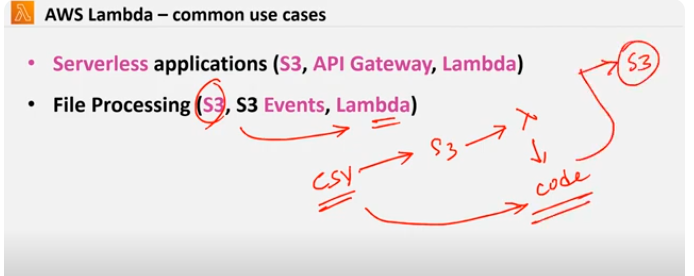 AWS Lambda – common use cases
• Serverless applications (S3, API Gateway, Lambda)
• File Processing (S3, S3 Events, Lambda)
S3
CSV
S3
code